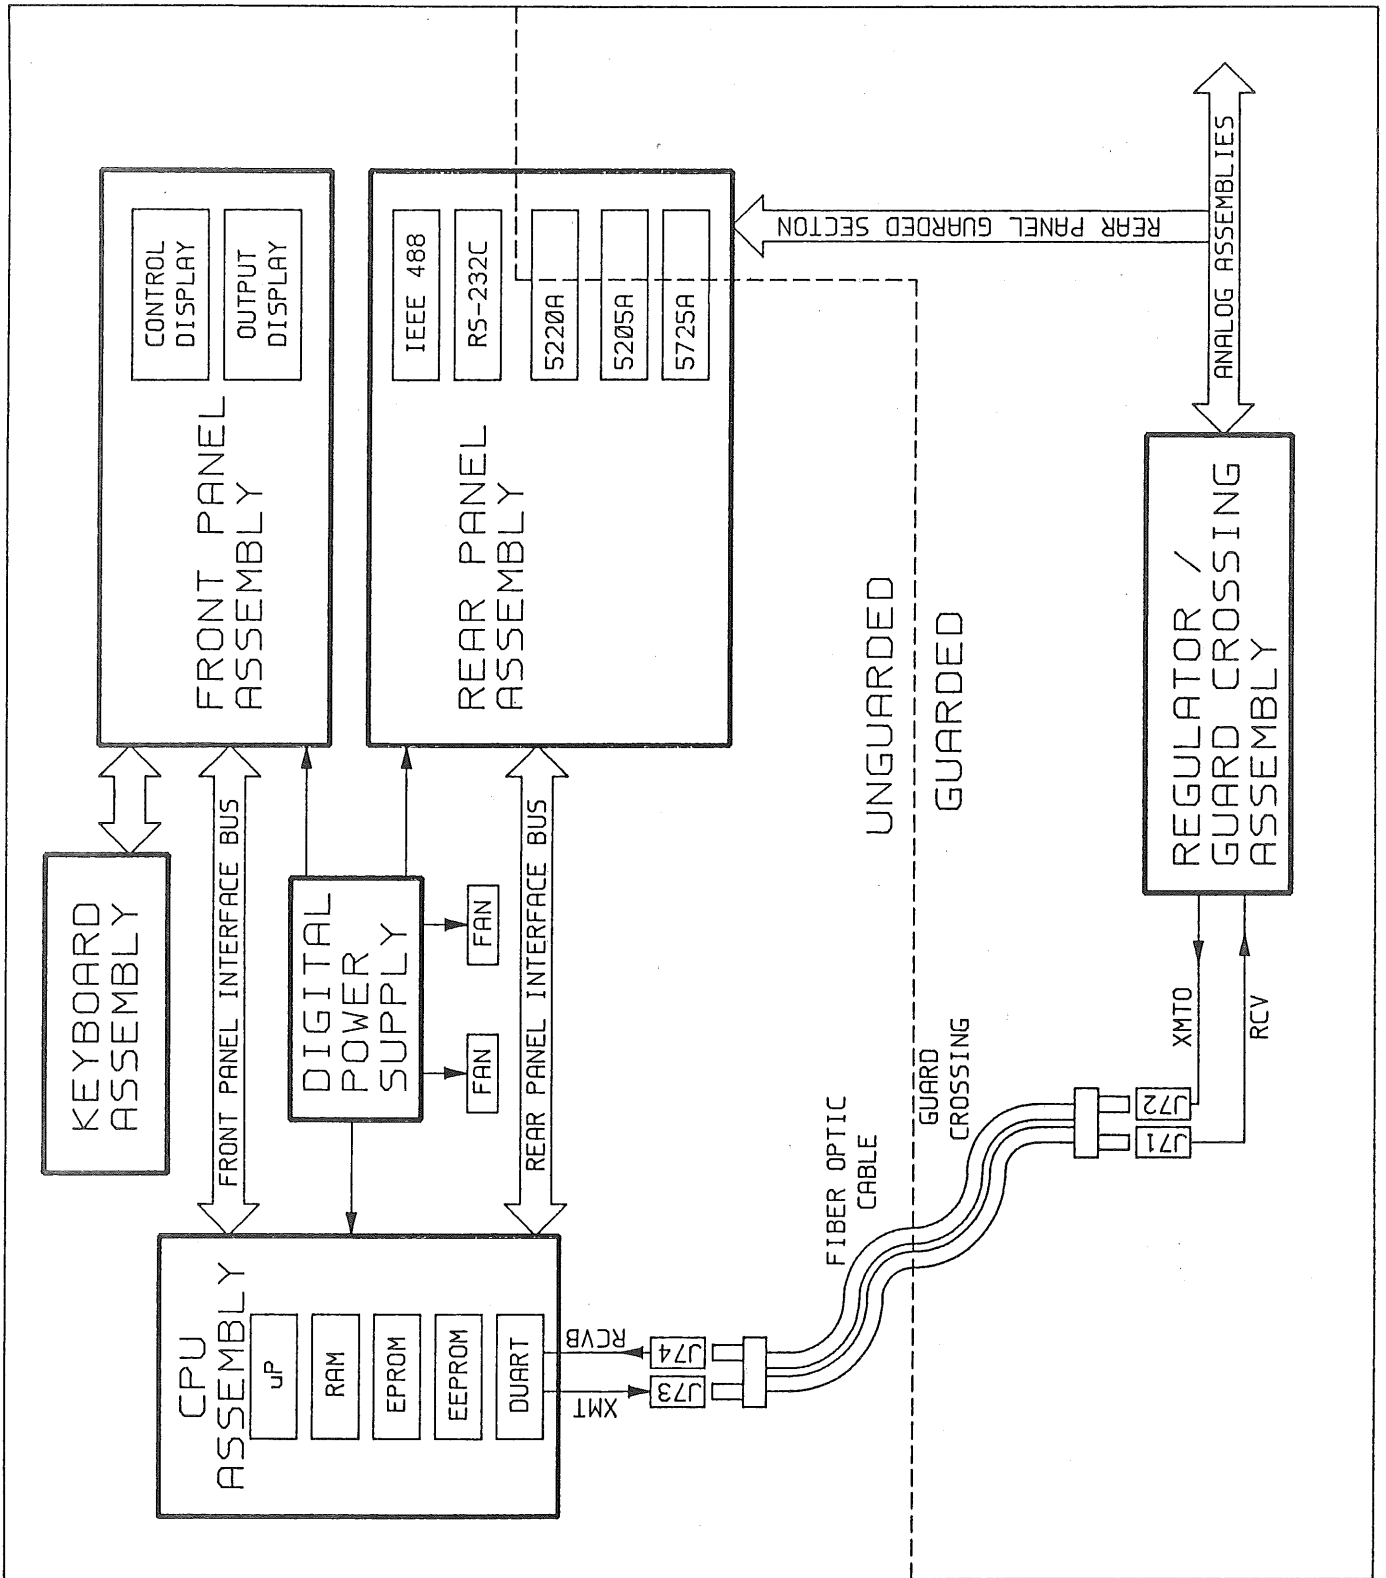 KEYBOARD
ASSEMBLY
FRONT PANEL
ASSEMBLY
CONTROL
DISPLAY
OUTPUT
DISPLAY
FRONT PANEL INTERFACE BUS
CPU
ASSEMBLY
uP
RAM
EPROM
EEPROM
DUART
DIGITAL
POWER
SUPPLY
FAN
FAN
REAR PANEL
ASSEMBLY
IEEE 488
RS-232C
5220A
5205A
5725A
REAR PANEL INTERFACE BUS
XMT
RCVB
J73
J74
FIBER OPTIC
CABLE
UNGUARDED
GUARDED
GUARD
CROSSING
REAR PANEL GUARDED SECTON
J71
J72
XMTO
RCV
REGULATOR/
GUARD CROSSING
ASSEMBLY
ANALOG ASSEMBLIES